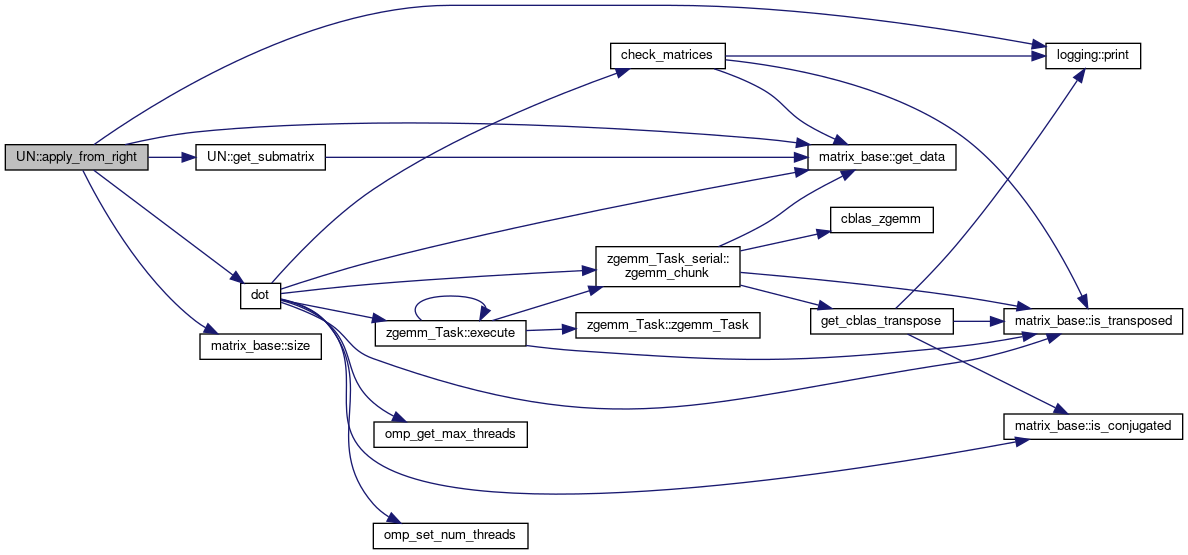 check_matrices
logging::print
UN::apply_from_right
UN::get_submatrix
matrix_base::get_data
cblas_zgemm
zgemm_Task_serial::
zgemm_chunk
dot
get_cblas_transpose
matrix_base::is_transposed
zgemm_Task::execute
zgemm_Task::zgemm_Task
matrix_base::size
omp_get_max_threads
matrix_base::is_conjugated
omp_set_num_threads